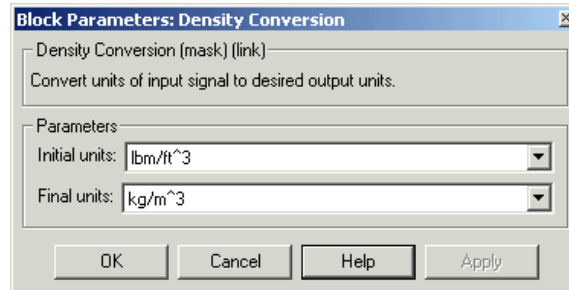 Block Parameters: Density Conversion
Density Conversion (mask) (link)
Convert units of input signal to desired output units.
Parameters
Initial units: lbm/ft^3
Final units: kg/m^3
OK Cancel Help Apply